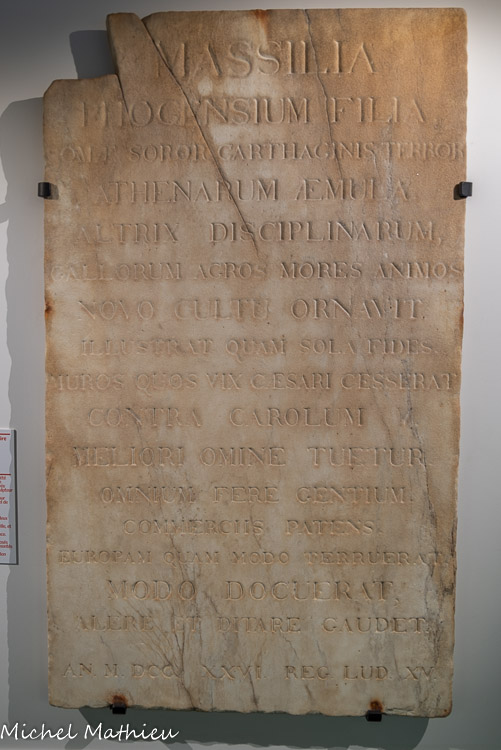 MASSILIA
PHOCENSIUM FILIA,
SOROR CARTHAGINIS TERROR
ATHENARUM ÆMULA
ALTRIX DISCIPLINARUM,
GALLORUM AGROS MORES ANIMOS
NOVO CULTU ORNAVIT.
ILLUSTRAT QUAM SOLA FIDES.
MUROS QUOS VIX CÆSARI CESSERAT
CONTRA CAROLUM V.
MELIORI OMINE TUETUR
OMNIUM FERE GENTIUM.
COMMERCIIS PATENS.
EUROPAM QUAM MODO TERRUERAT.
MODO DOCUERAT,
ALERE ET DITARE GAUDET.
AN. M. DCC. XXVI. REG. LUD. XV.
Michel Mathieu